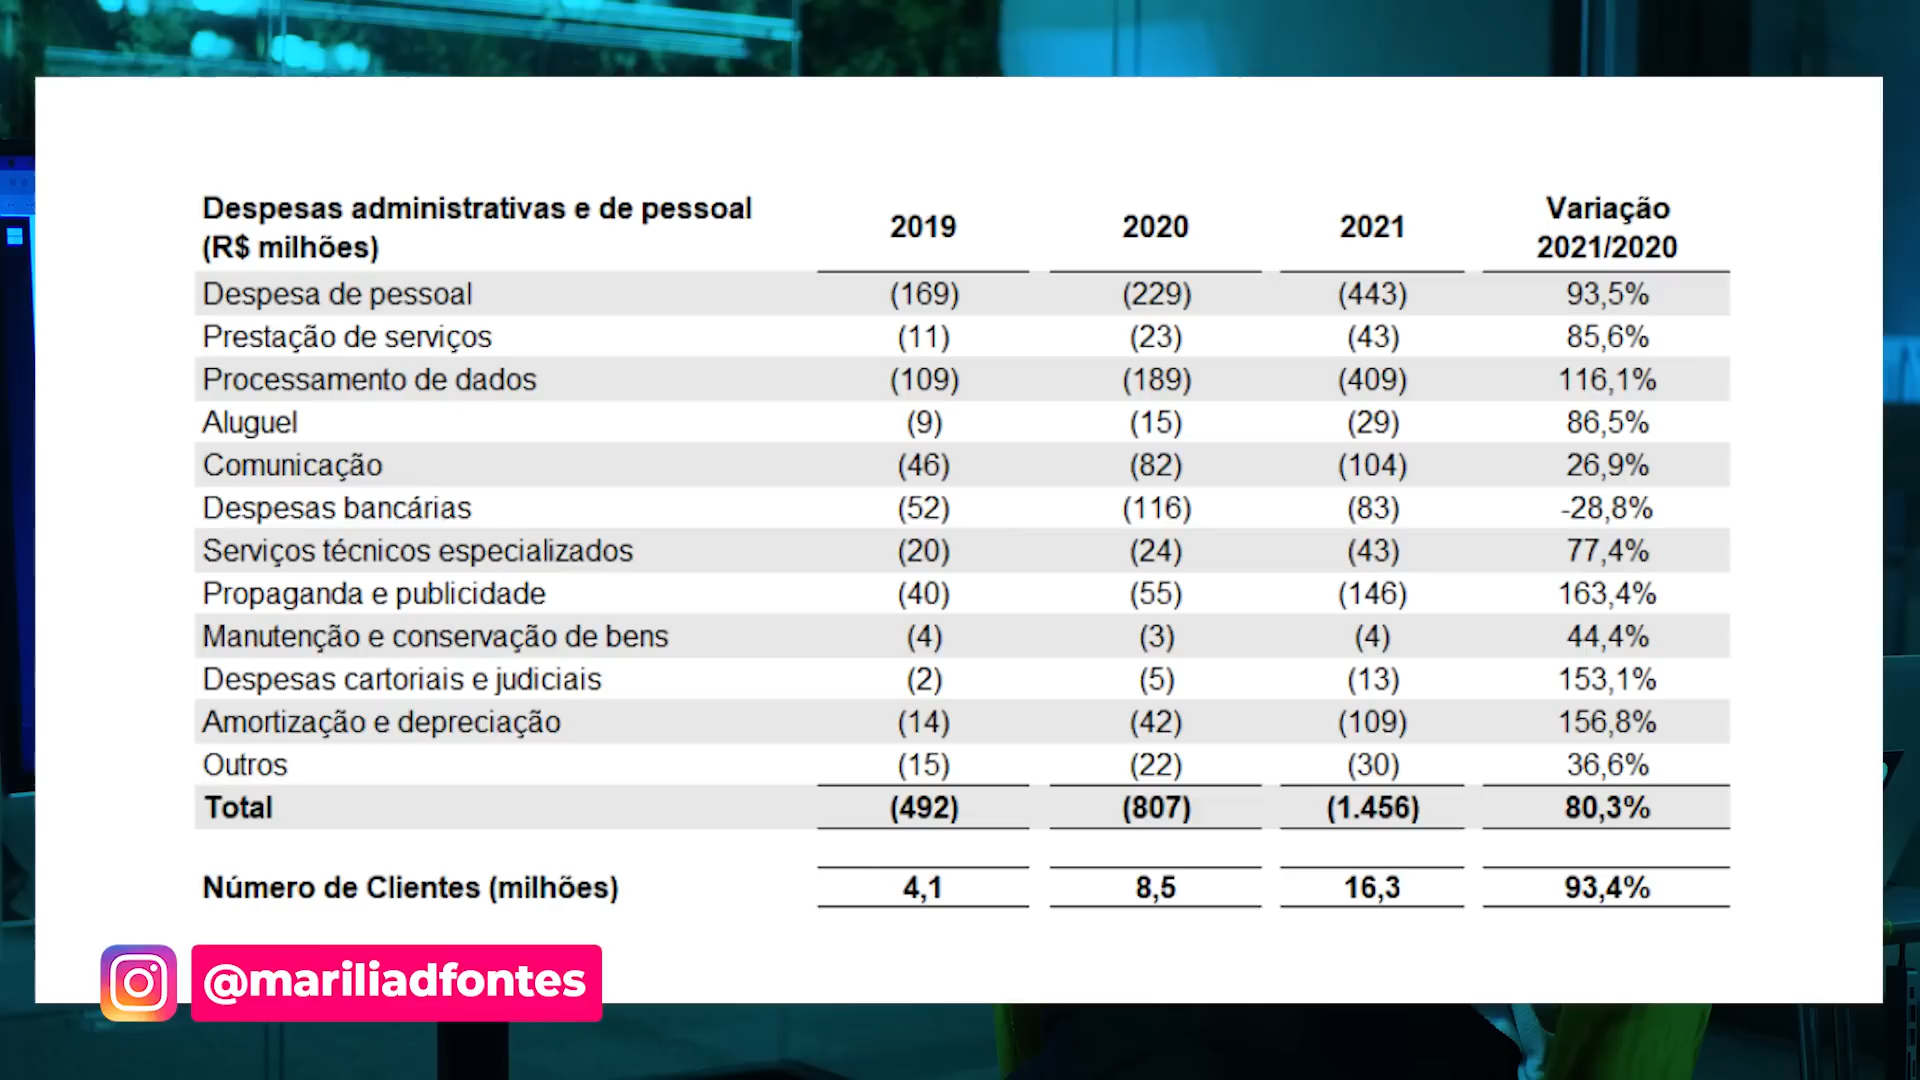 Despesas administrativas e de pessoal
(R$ milhões) 2019 2020 2021 Variação
2021/2020
Despesa de pessoal (169) (229) (443) 93,5%
Prestação de serviços (11) (23) (43) 85,6%
Processamento de dados (109) (189) (409) 116,1%
Aluguel (9) (15) (29) 86,5%
Comunicação (46) (82) (104) 26,9%
Despesas bancárias (52) (116) (83) -28,8%
Serviços técnicos especializados (20) (24) (43) 77,4%
Propaganda e publicidade (40) (55) (146) 163,4%
Manutenção e conservação de bens (4) (3) (4) 44,4%
Despesas cartoriais e judiciais (2) (5) (13) 153,1%
Amortização e depreciação (14) (42) (109) 156,8%
Outros (15) (22) (30) 36,6%
Total (492) (807) (1.456) 80,3%
Número de Clientes (milhões) 4,1 8,5 16,3 93,4%
@mariliadfontes